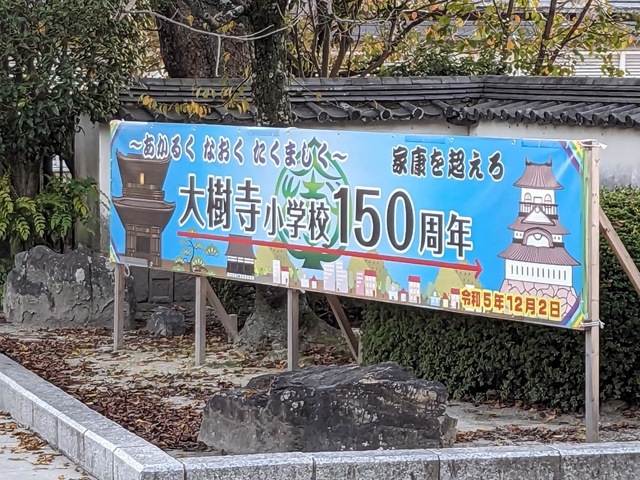 ～あかるく なおく たくましく～
家康を超えろ
大樹寺小学校150周年
令和5年12月2日